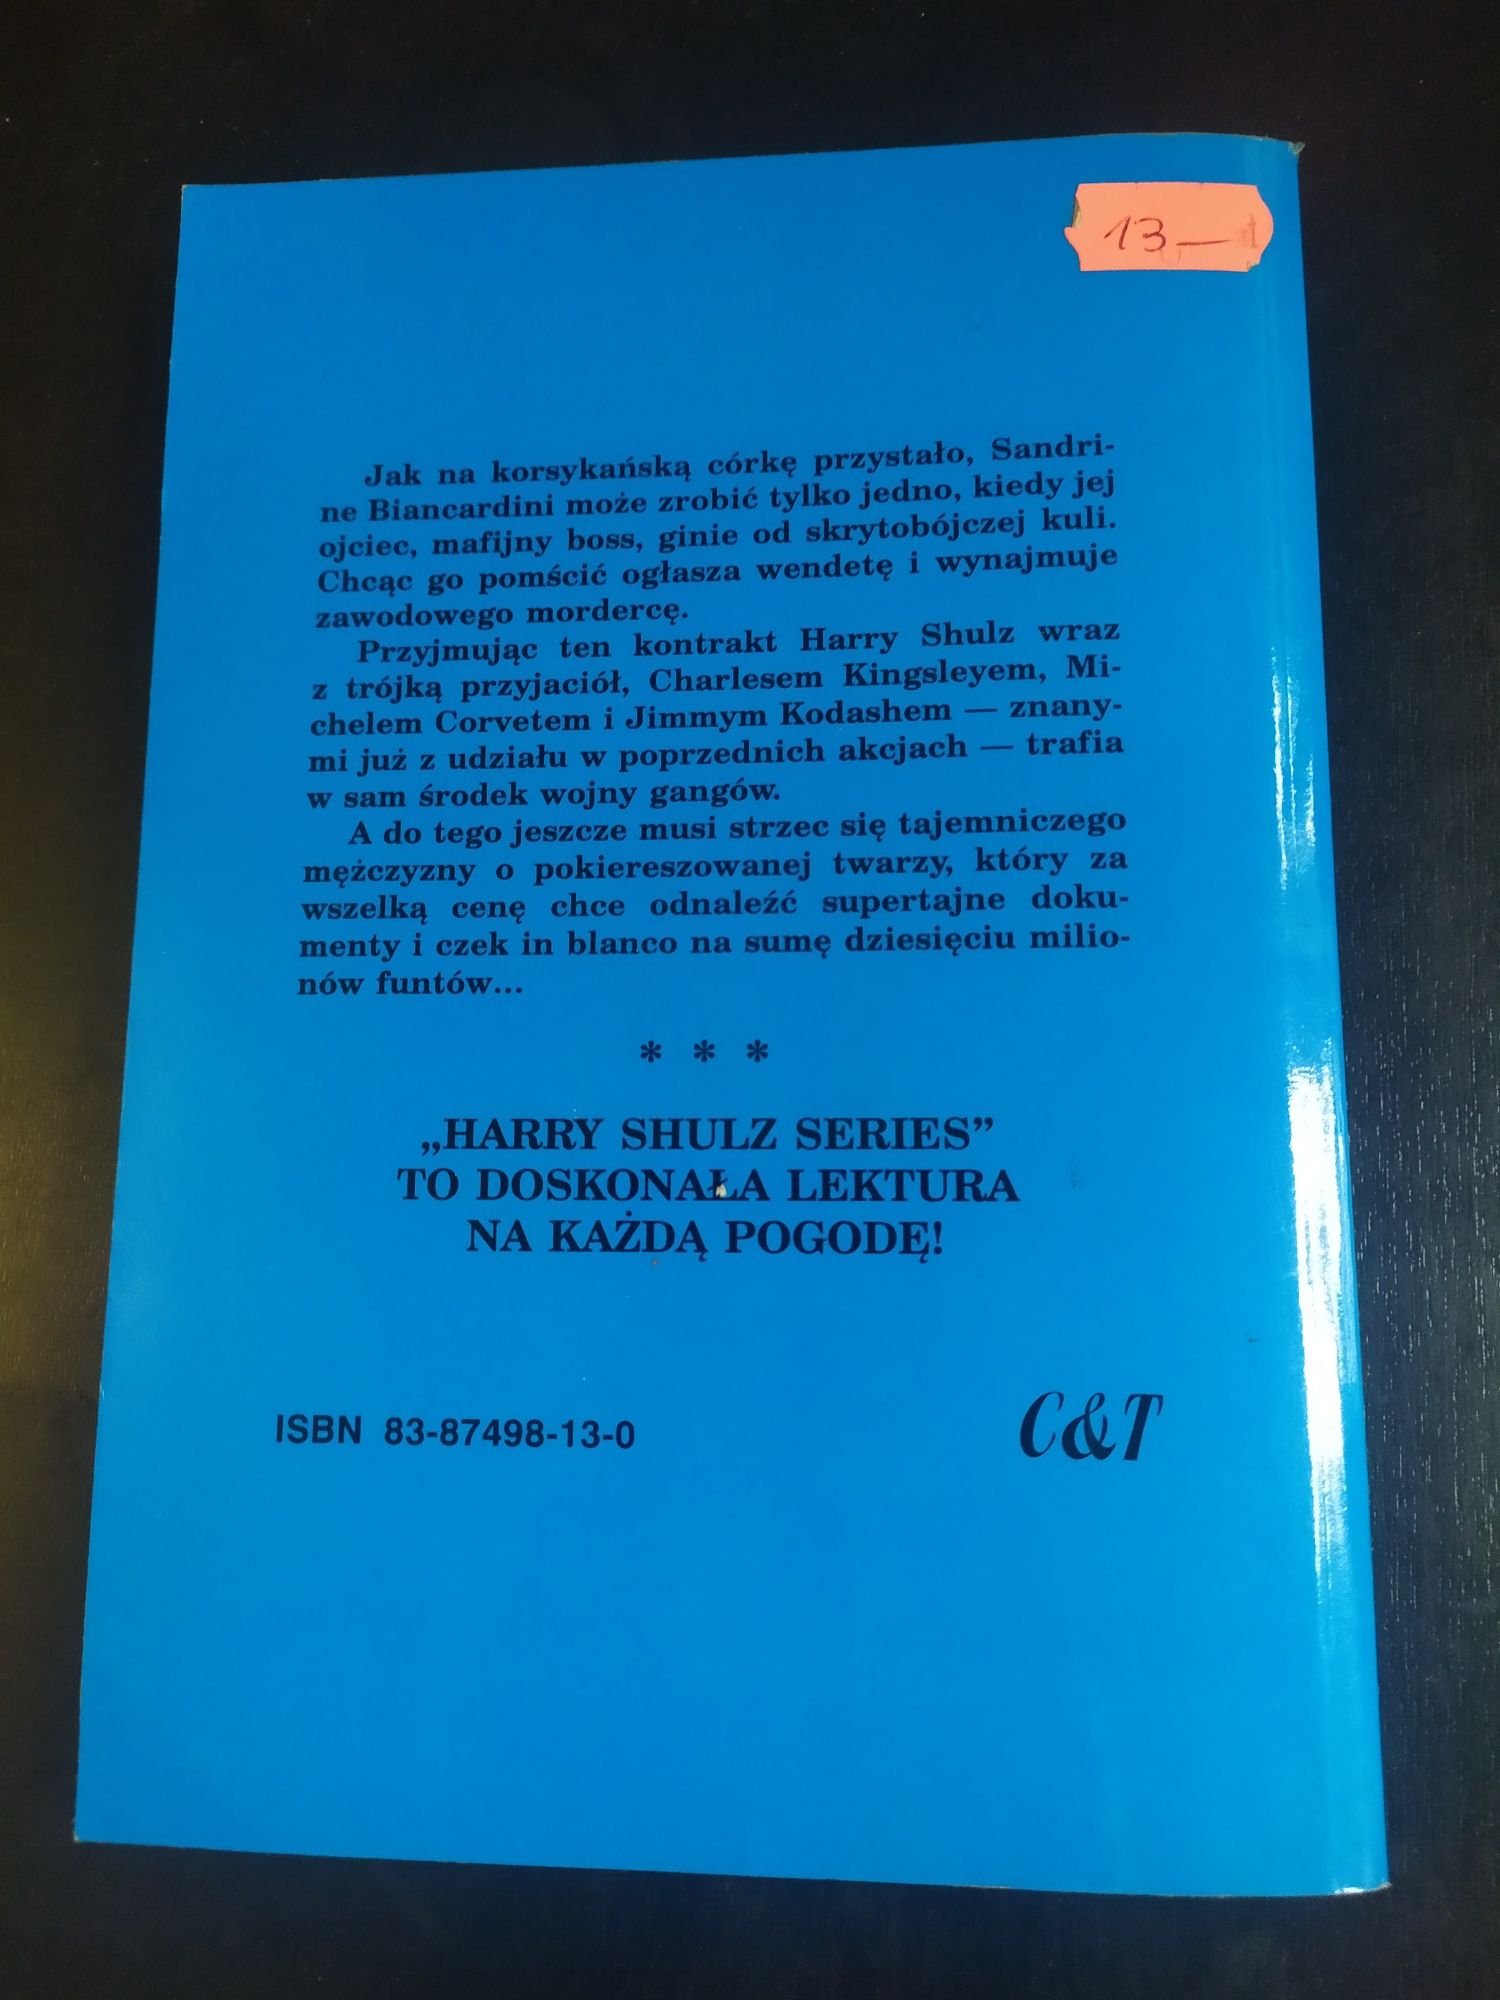 13,—
Jak na korsykańską córkę przystało, Sandri-
ne Biancardini może zrobić tylko jedno, kiedy jej
ojciec, mafijny boss, ginie od skrytobójczej kuli.
Chcąc go pomścić ogłasza wendetę i wynajmuje
zawodowego mordercę.
Przyjmując ten kontrakt Harry Shulz wraz
z trójką przyjaciół, Charlesem Kingsleyem, Mi-
chelem Corvetem i Jimmym Kodashem — znany-
mi już z udziału w poprzednich akcjach — trafia
w sam środek wojny gangów.
A do tego jeszcze musi strzec się tajemniczego
mężczyzny o pokiereszowanej twarzy, który za
wszelką cenę chce odnaleźć supertajne doku-
menty i czek in blanco na sumę dziesięciu milio-
nów funtów...
* * *
„HARRY SHULZ SERIES”
TO DOSKONAŁA LEKTURA
NA KAŻDĄ POGODĘ!
ISBN 83-87498-13-0
C&T